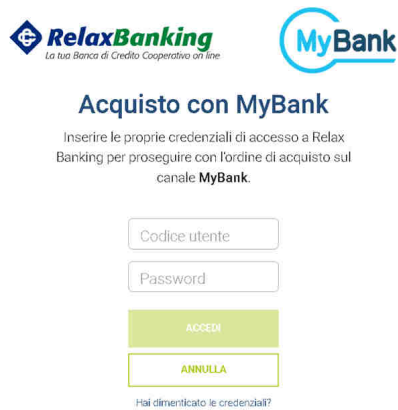 RelaxBanking
La tua Banca di Credito Cooperativo on line
MyBank
Acquisto con MyBank
Inserire le proprie credenziali di accesso a Relax
Banking per proseguire con l'ordine di acquisto sul
canale MyBank.
Codice utente
Password
ACCEDI
ANNULLA
Hai dimenticato le credenziali?